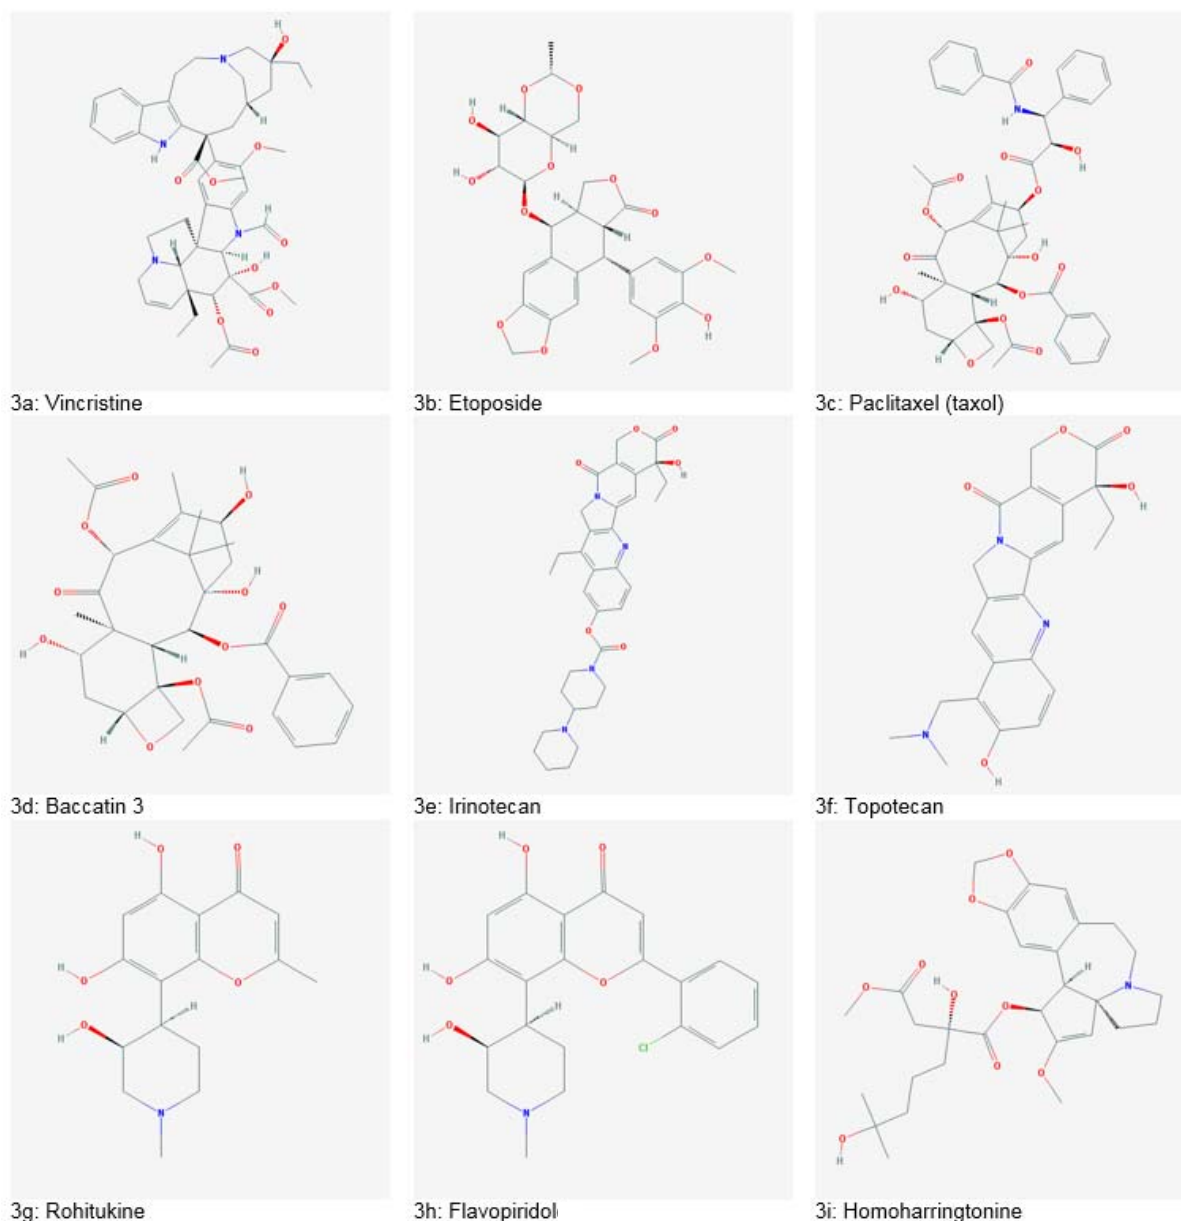 3a: Vincristine
3b: Etoposide
3c: Paclitaxel (taxol)
3d: Baccatin 3
3e: Irinotecan
3f: Topotecan
3g: Rohitukine
3h: Flavopiridol
3i: Homoharringtonine